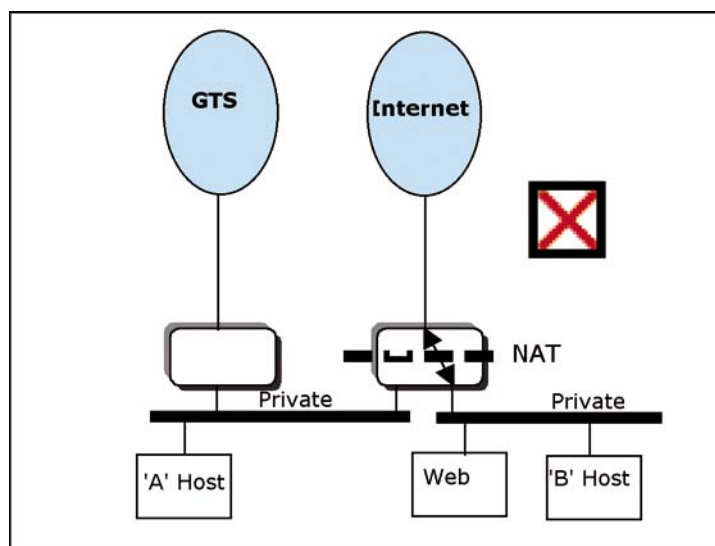 GTS
Internet
NAT
Private
Private
'A' Host
Web
'B' Host